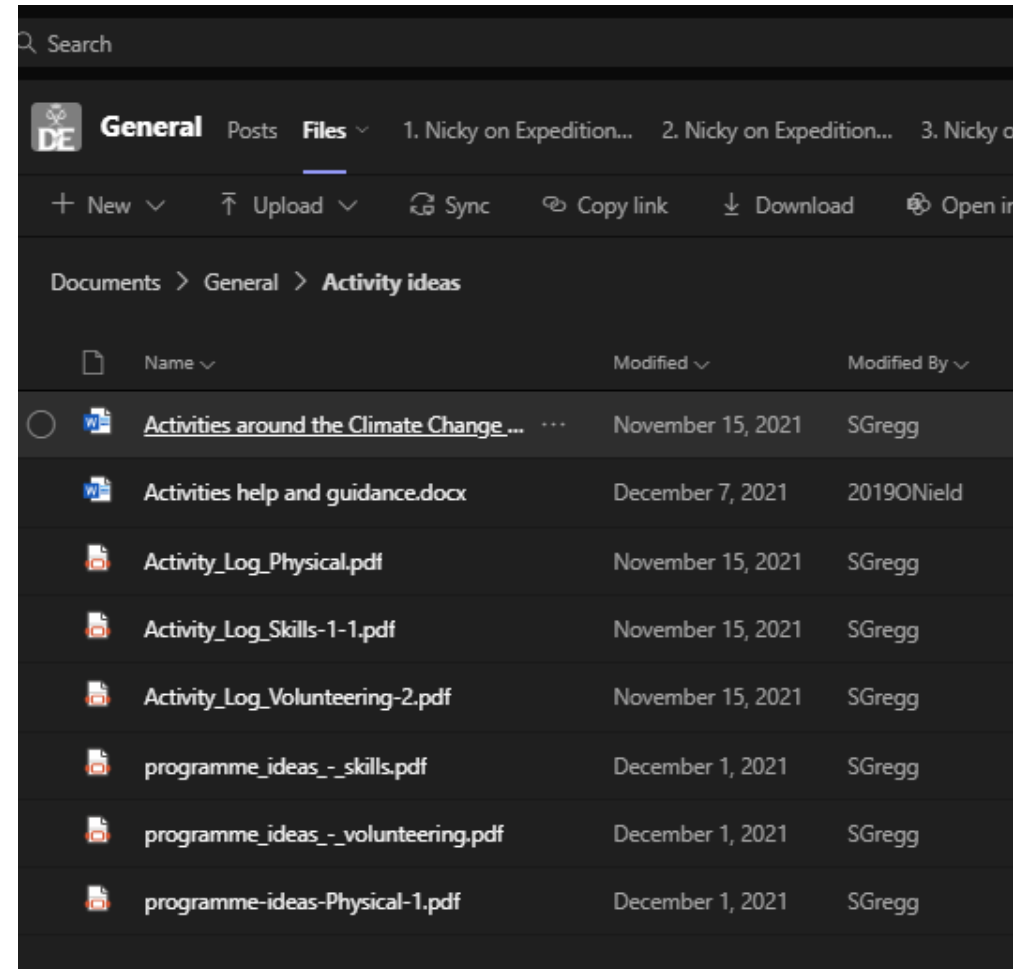 Search
DE General Posts Files 1. Nicky on Expedition... 2. Nicky on Expedition... 3. Nicky o
New Upload Sync Copy link Download Open in
Documents > General > Activity ideas
Name Modified Modified By
Activities around the Climate Change ... ... November 15, 2021 SGregg
Activities help and guidance.docx December 7, 2021 2019ONield
Activity_Log_Physical.pdf November 15, 2021 SGregg
Activity_Log_Skills-1-1.pdf November 15, 2021 SGregg
Activity_Log_Volunteering-2.pdf November 15, 2021 SGregg
programme_ideas_-_skills.pdf December 1, 2021 SGregg
programme_ideas_-_volunteering.pdf December 1, 2021 SGregg
programme-ideas-Physical-1.pdf December 1, 2021 SGregg